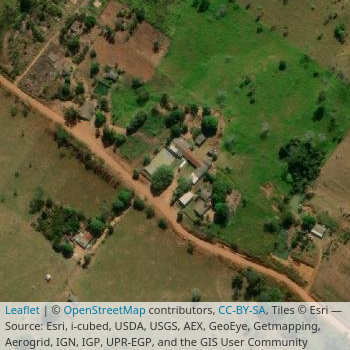 Leaflet | © OpenStreetMap contributors, CC-BY-SA, Tiles © Esri —
Source: Esri, i-cubed, USDA, USGS, AEX, GeoEye, Getmapping,
Aerogrid, IGN, IGP, UPR-EGP, and the GIS User Community